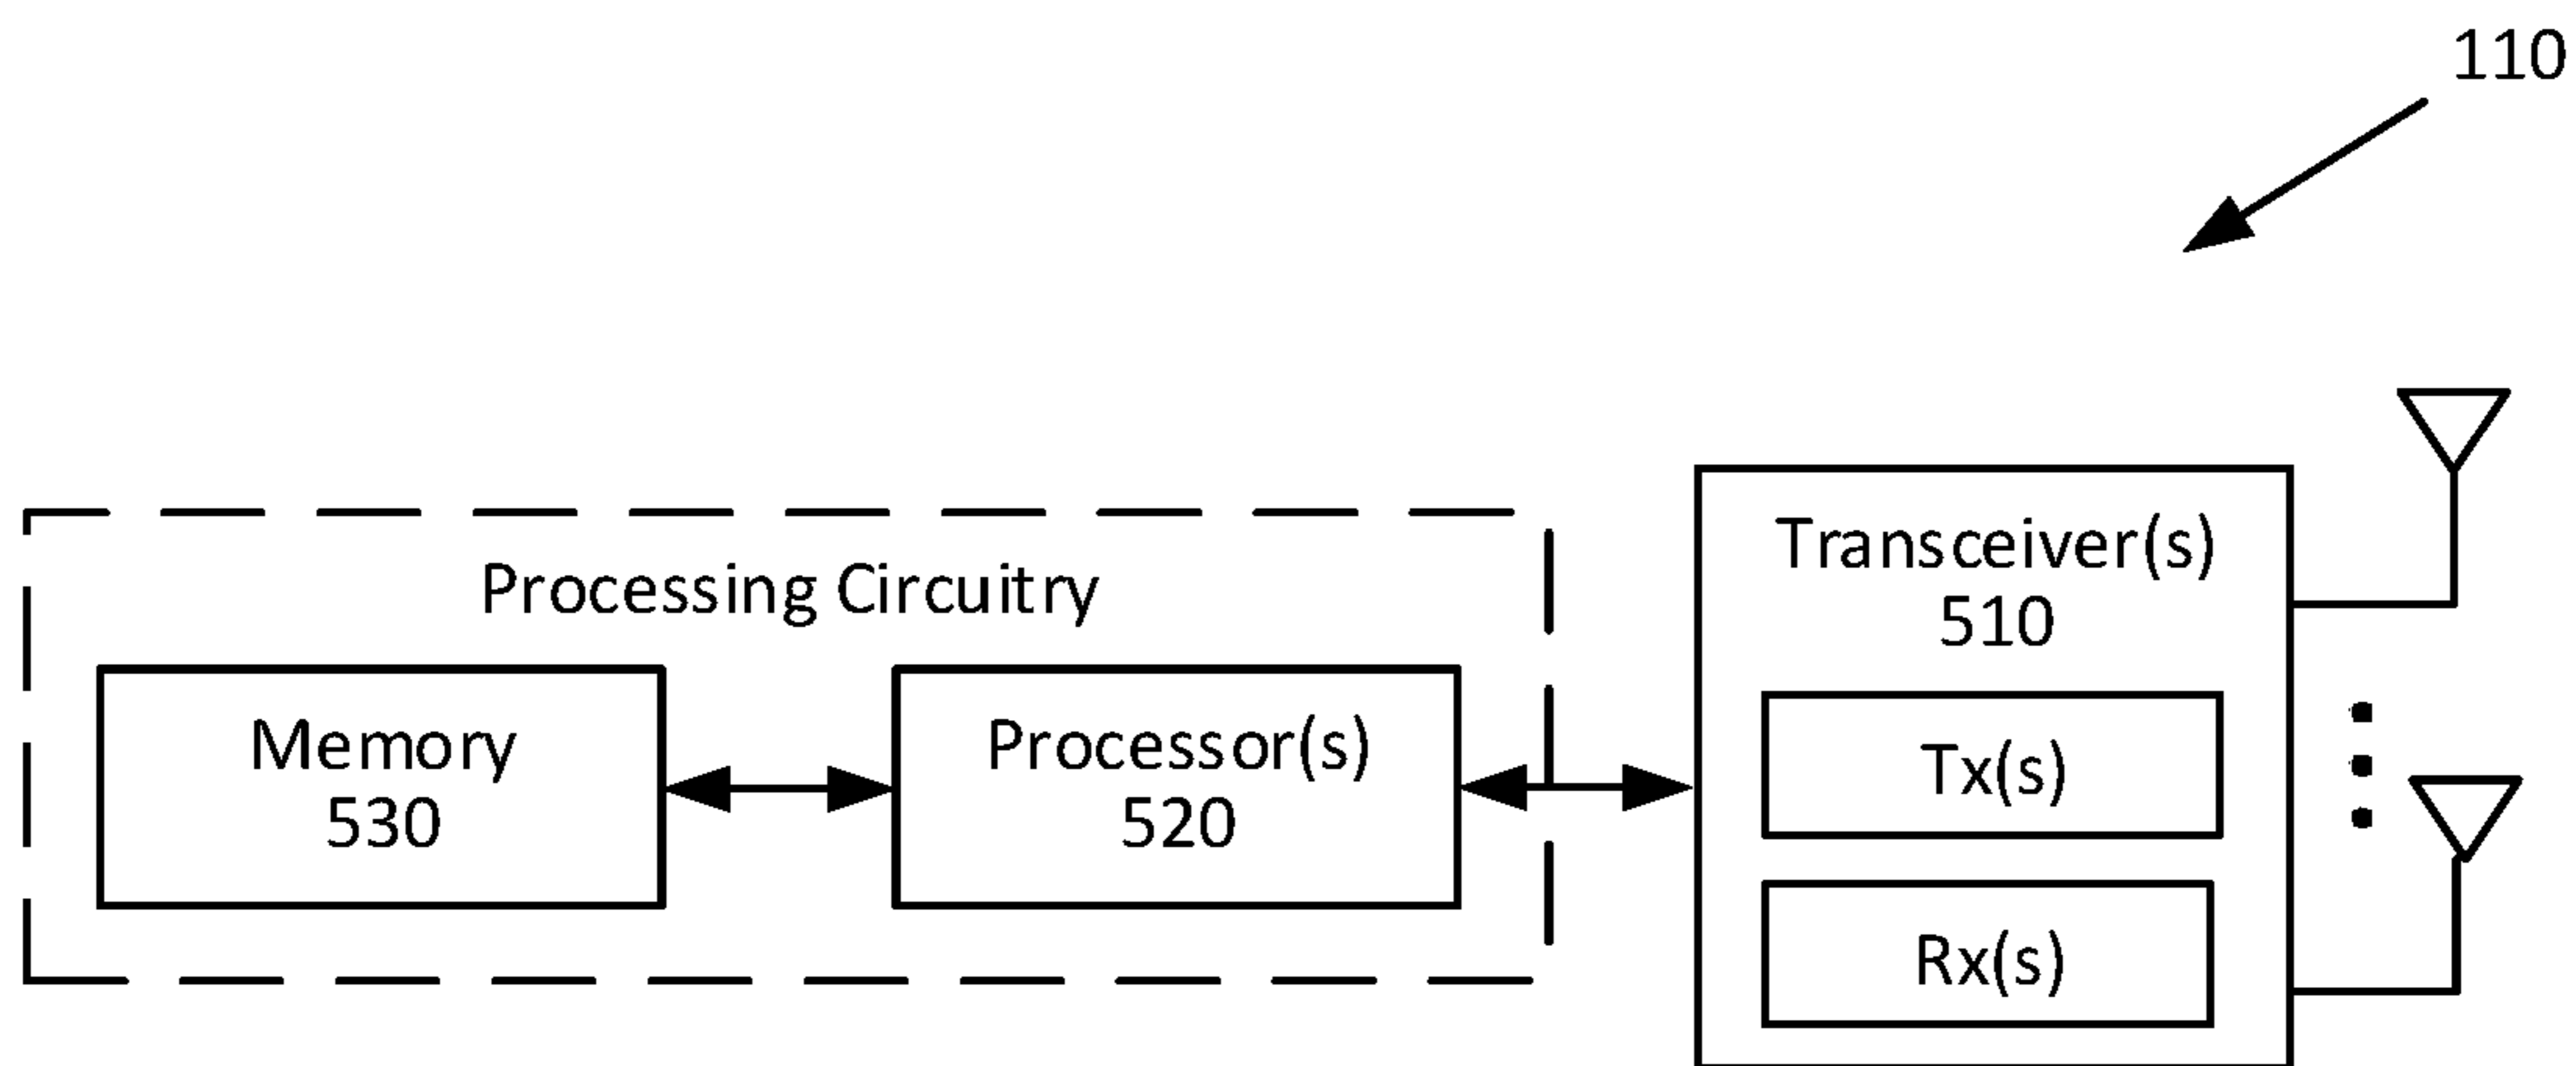 110
Processing Circuitry
Memory
530
Processor(s)
520
Transceiver(s)
510
Tx(s)
Rx(s)